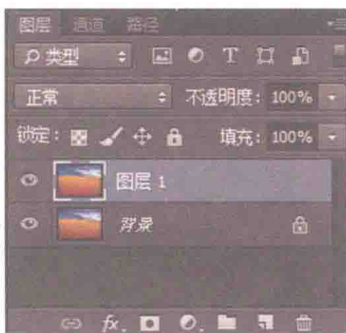 图层 通道 路径
类型 T
正常 不透明度: 100%
锁定: 填充: 100%
图层 1
背景
fx.